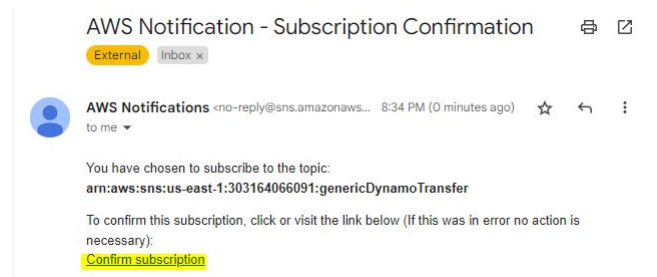 AWS Notification - Subscription Confirmation
External Inbox ×
AWS Notifications <no-reply@sns.amazonaws... 8:34 PM (0 minutes ago)
to me
You have chosen to subscribe to the topic:
arn:aws:sns:us-east-1:303164066091:genericDynamoTransfer
To confirm this subscription, click or visit the link below (If this was in error no action is
necessary):
Confirm subscription